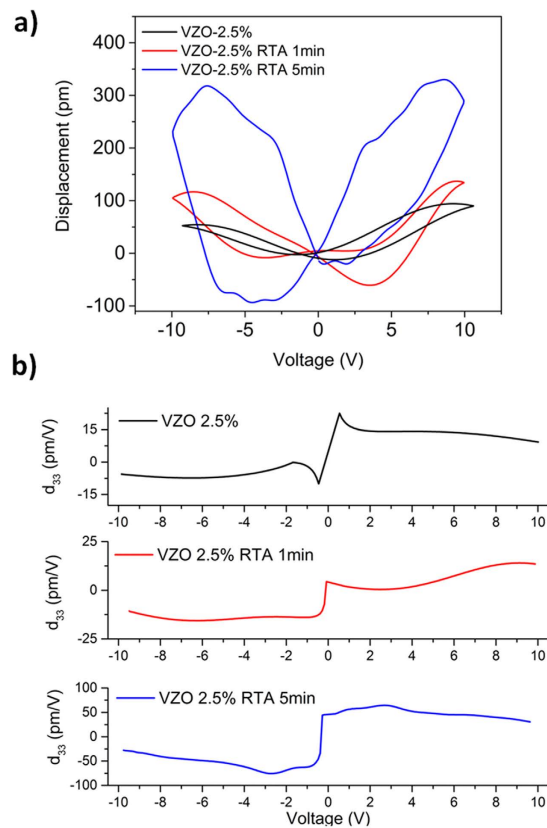 a)
VZO-2.5%
VZO-2.5% RTA 1min
VZO-2.5% RTA 5min
Displacement (pm)
400
300
200
100
0
-100
-10 -5 0 5 10
Voltage (V)
b)
VZO 2.5%
d33 (pm/V)
15
0
-15
-10 -8 -6 -4 -2 0 2 4 6 8 10
VZO 2.5% RTA 1min
d33 (pm/V)
25
0
-25
-10 -8 -6 -4 -2 0 2 4 6 8 10
VZO 2.5% RTA 5min
d33 (pm/V)
100
50
0
-50
-100
-10 -8 -6 -4 -2 0 2 4 6 8 10
Voltage (V)